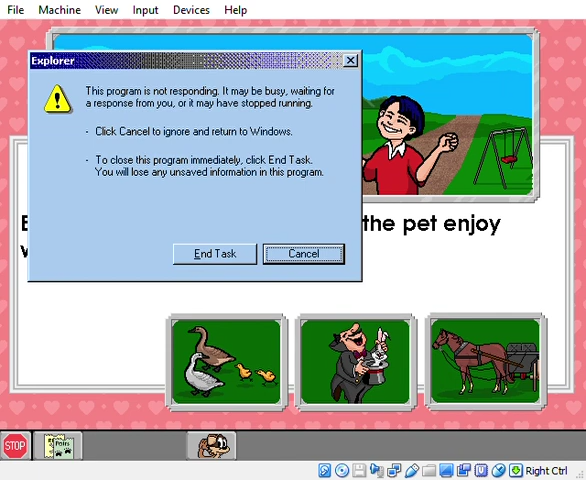 File Machine View Input Devices Help
Explorer
This program is not responding. It may be busy, waiting for
a response from you, or it may have stopped running.
- Click Cancel to ignore and return to Windows.
- To close this program immediately, click End Task.
You will lose any unsaved information in this program.
End Task Cancel
the pet enjoy
STOP
Pairs
Right Ctrl